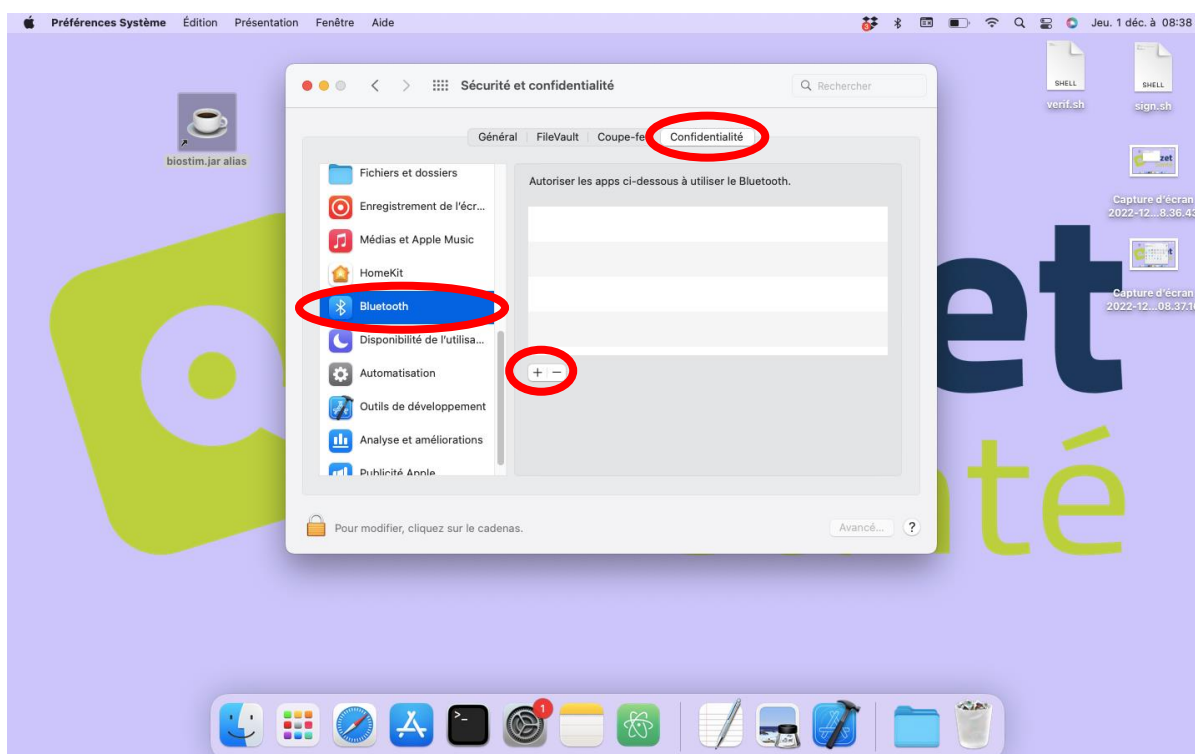 Préférences Système Édition Présentation Fenêtre Aide
Jeu. 1 déc. à 08:38
Sécurité et confidentialité
Rechercher
SHELL
verif.sh
SHELL
sign.sh
biostim.jar alias
Général FileVault Coupe-fe Confidentialité
Fichiers et dossiers
Enregistrement de l'écr...
Médias et Apple Music
HomeKit
Bluetooth
Disponibilité de l'utilisa...
Automatisation
Outils de développement
Analyse et améliorations
Publicité Apple
Autoriser les apps ci-dessous à utiliser le Bluetooth.
+ −
Pour modifier, cliquez sur le cadenas.
Avancé... ?
zet
Capture d'écran
2022-12...8.36.43
Capture d'écran
2022-12...08.37.1
et
té
1